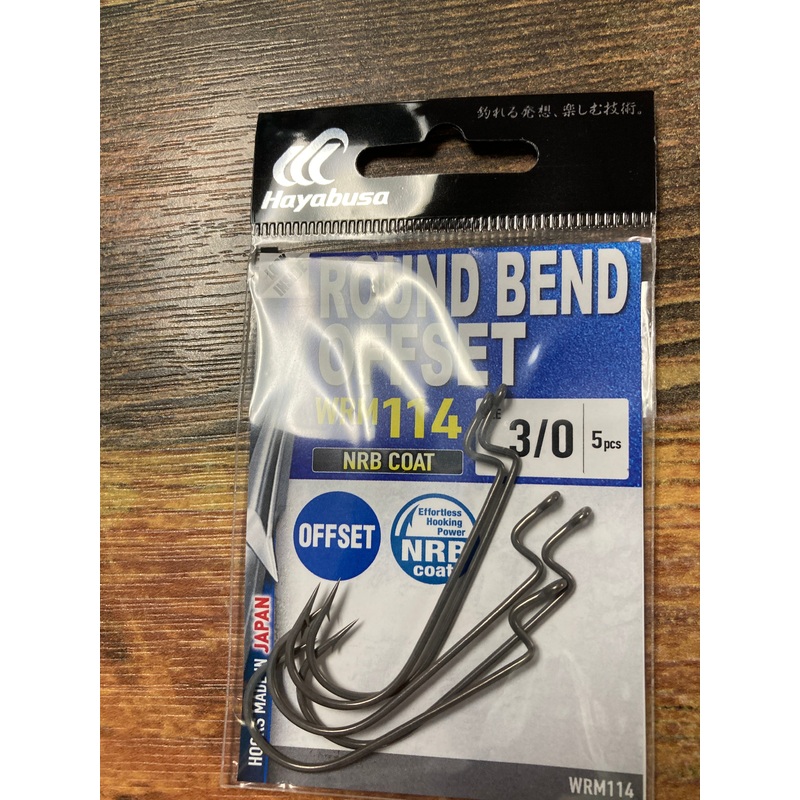 釣れる発想、楽しむ技術。
Hayabusa
ROUND BEND
OFFSET
WRM114
3/0
5pcs
NRB COAT
OFFSET
Effortless
Hooking
Power
NRB
coat
HOOKS MADE IN JAPAN
WRM114